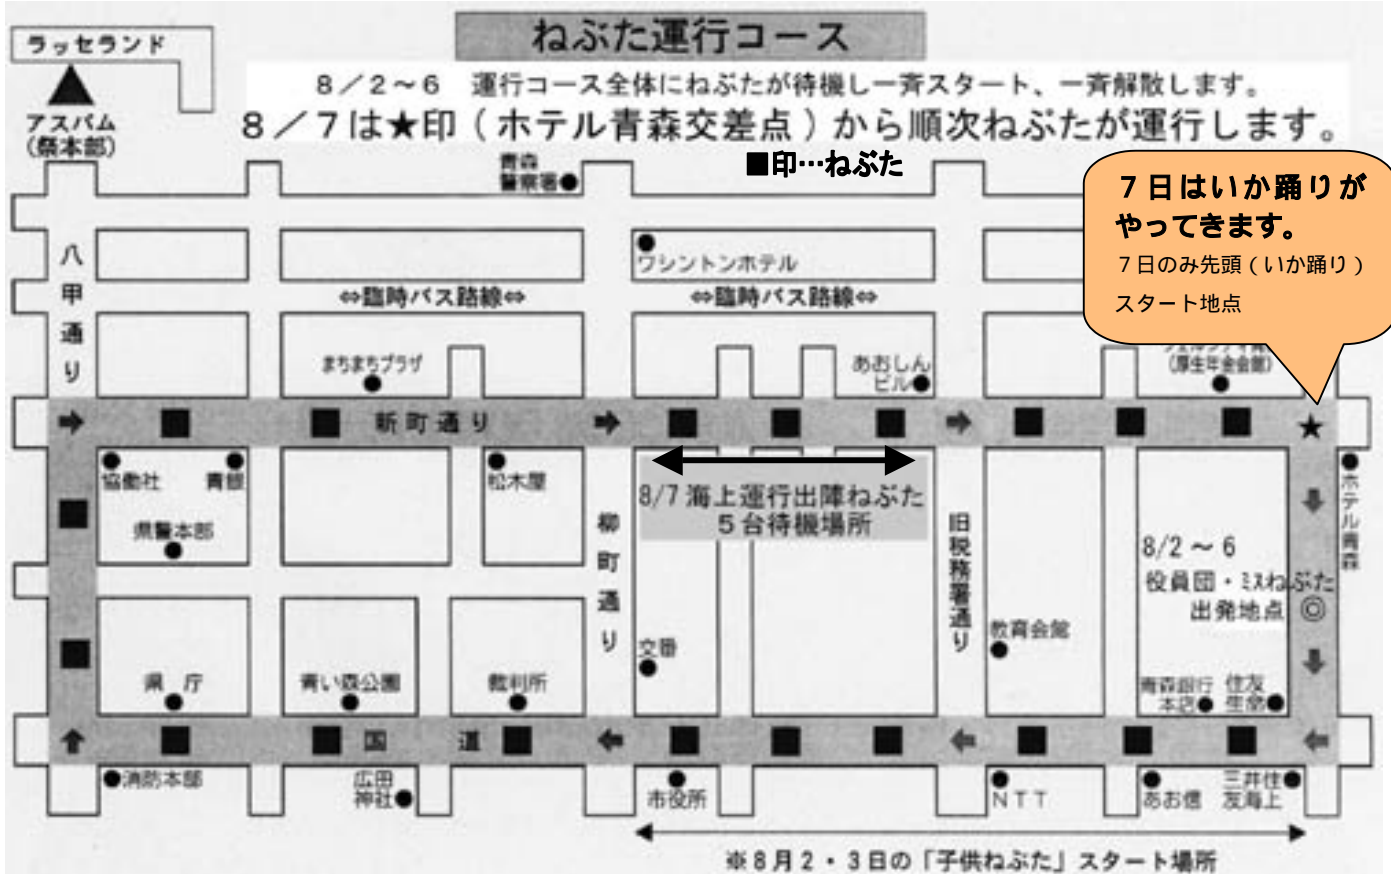 ねぶた運行コース
ラッセランド
8/2～6 運行コース全体にねぶたが待機し一斉スタート、一斉解散します。
8/7は★印(ホテル青森交差点)から順次ねぶたが運行します。
アスパム
(祭本部)
■印…ねぶた
青森
警察署
7日はいか踊りが
やってきます。
7日のみ先頭(いか踊り)
スタート地点
八甲通り
ワシントンホテル
⇔臨時バス路線⇔
⇔臨時バス路線⇔
まちまちプラザ
あおしん
ビル
(厚生年金会館)
新町通り
★
協働社
青銀
松木屋
県警本部
8/7海上運行出陣ねぶた
5台待機場所
柳町通り
旧税務署通り
ホテル青森
8/2～6
役員団・ミスねぶた
出発地点◎
交番
教育会館
県庁
青い森公園
裁判所
青森銀行
本店
住友
生命
国道
消防本部
広田
神社
市役所
NTT
あお信
三井住
友海上
※8月2・3日の「子供ねぶた」スタート場所